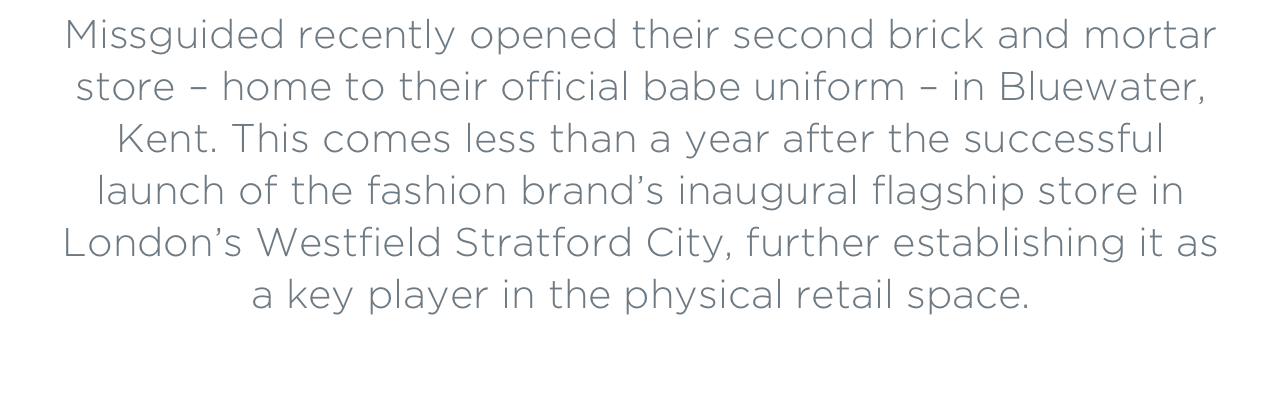 Missguided recently opened their second brick and mortar
store – home to their official babe uniform – in Bluewater,
Kent. This comes less than a year after the successful
launch of the fashion brand’s inaugural flagship store in
London’s Westfield Stratford City, further establishing it as
a key player in the physical retail space.